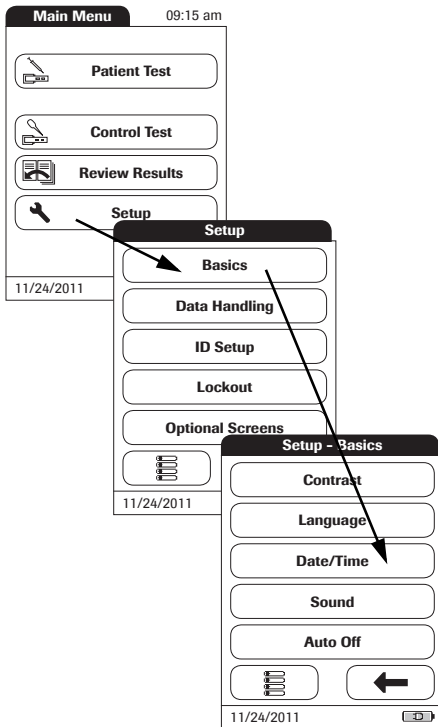 Main Menu 09:15 am
Patient Test
Control Test
Review Results
Setup
11/24/2011
Setup
Basics
Data Handling
ID Setup
Lockout
Optional Screens
11/24/2011
Setup - Basics
Contrast
Language
Date/Time
Sound
Auto Off
11/24/2011